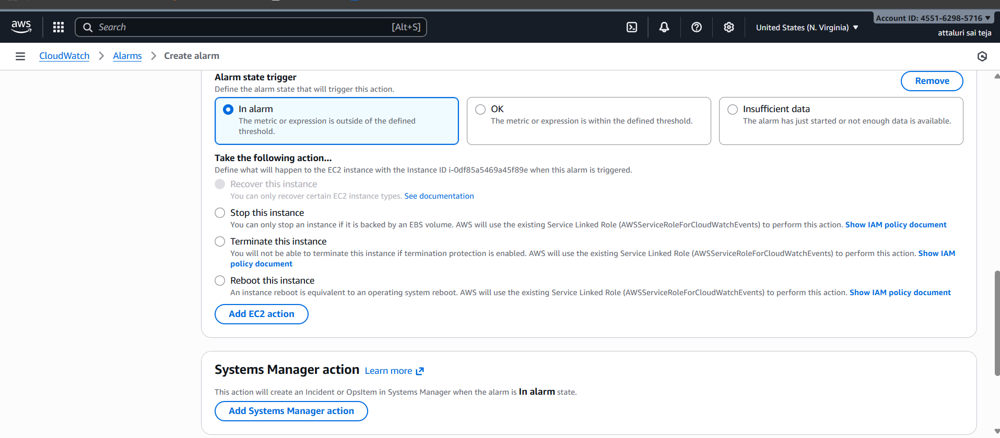 aws
Search
[Alt+S]
United States (N. Virginia)
Account ID: 4551-6298-5716
attaluri sai teja
CloudWatch
Alarms
Create alarm
Alarm state trigger
Define the alarm state that will trigger this action.
Remove
In alarm
The metric or expression is outside of the defined
threshold.
OK
The metric or expression is within the defined threshold.
Insufficient data
The alarm has just started or not enough data is available.
Take the following action...
Define what will happen to the EC2 instance with the Instance ID i-0df85a5469a45f89e when this alarm is triggered.
Recover this instance
You can only recover certain EC2 instance types. See documentation
Stop this instance
You can only stop an instance if it is backed by an EBS volume. AWS will use the existing Service Linked Role (AWSServiceRoleForCloudWatchEvents) to perform this action. Show IAM policy document
Terminate this instance
You will not be able to terminate this instance if termination protection is enabled. AWS will use the existing Service Linked Role (AWSServiceRoleForCloudWatchEvents) to perform this action. Show IAM
policy document
Reboot this instance
An instance reboot is equivalent to an operating system reboot. AWS will use the existing Service Linked Role (AWSServiceRoleForCloudWatchEvents) to perform this action. Show IAM policy document
Add EC2 action
Systems Manager action Learn more
This action will create an Incident or OpsItem in Systems Manager when the alarm is In alarm state.
Add Systems Manager action